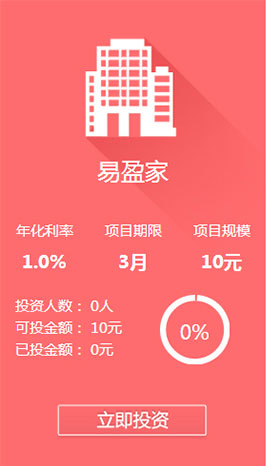 易盈家
年化利率 项目期限 项目规模
1.0% 3月 10元
投资人数： 0人
可投金额： 10元
已投金额： 0元
0%
立即投资